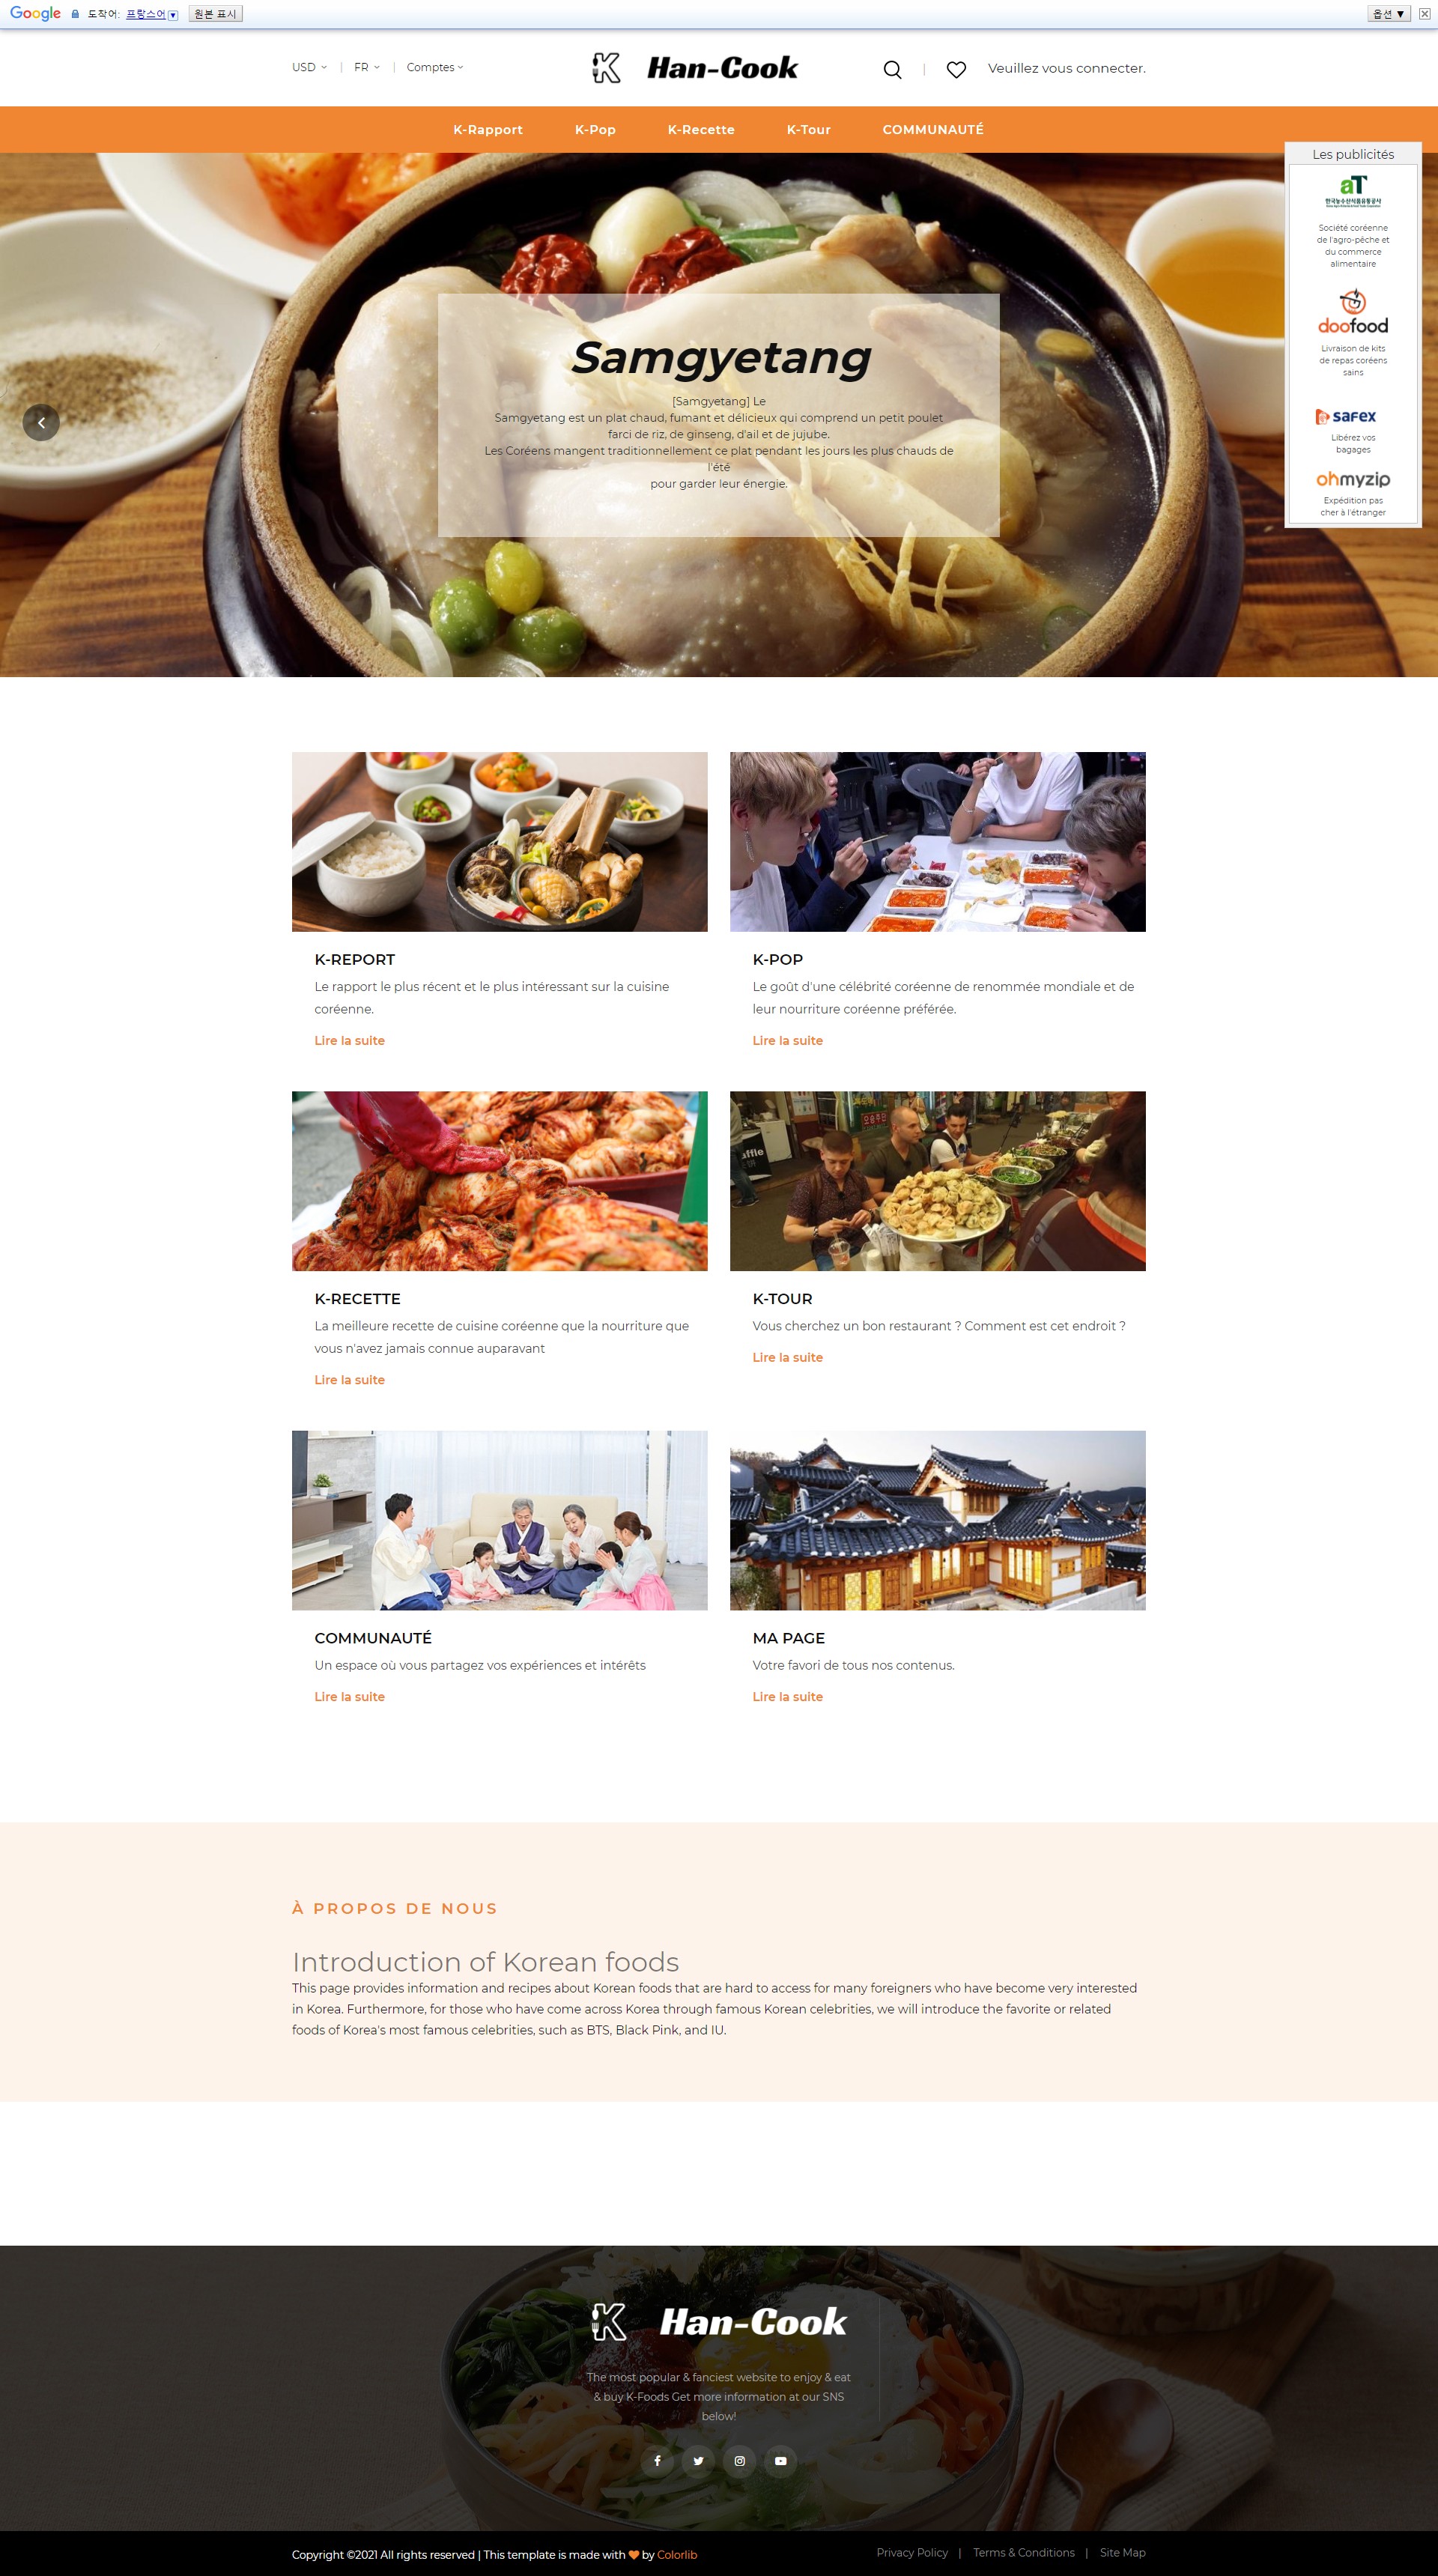 Google 도착어: 프랑스어 원본 표시 옵션 ▼
USD | FR | Comptes
K Han-Cook
| Veuillez vous connecter.
K-Rapport K-Pop K-Recette K-Tour COMMUNAUTÉ
Samgyetang
[Samgyetang] Le
Samgyetang est un plat chaud, fumant et délicieux qui comprend un petit poulet
farci de riz, de ginseng, d'ail et de jujube.
Les Coréens mangent traditionnellement ce plat pendant les jours les plus chauds de
l'été
pour garder leur énergie.
Les publicités
aT
한국농수산식품유통공사
Société coréenne
de l'agro-pêche et
du commerce
alimentaire
doofood
Livraison de kits
de repas coréens
sains
safex
Libérez vos
bagages
ohmyzip
Expédition pas
cher à l'étranger
K-REPORT
Le rapport le plus récent et le plus intéressant sur la cuisine
coréenne.
Lire la suite
K-POP
Le goût d'une célébrité coréenne de renommée mondiale et de
leur nourriture coréenne préférée.
Lire la suite
K-RECETTE
La meilleure recette de cuisine coréenne que la nourriture que
vous n'avez jamais connue auparavant
Lire la suite
K-TOUR
Vous cherchez un bon restaurant ? Comment est cet endroit ?
Lire la suite
COMMUNAUTÉ
Un espace où vous partagez vos expériences et intérêts
Lire la suite
MA PAGE
Votre favori de tous nos contenus.
Lire la suite
À PROPOS DE NOUS
Introduction of Korean foods
This page provides information and recipes about Korean foods that are hard to access for many foreigners who have become very interested
in Korea. Furthermore, for those who have come across Korea through famous Korean celebrities, we will introduce the favorite or related
foods of Korea's most famous celebrities, such as BTS, Black Pink, and IU.
K Han-Cook
The most popular & fanciest website to enjoy & eat
& buy K-Foods Get more information at our SNS
below!
Copyright ©2021 All rights reserved | This template is made with by Colorlib
Privacy Policy | Terms & Conditions | Site Map